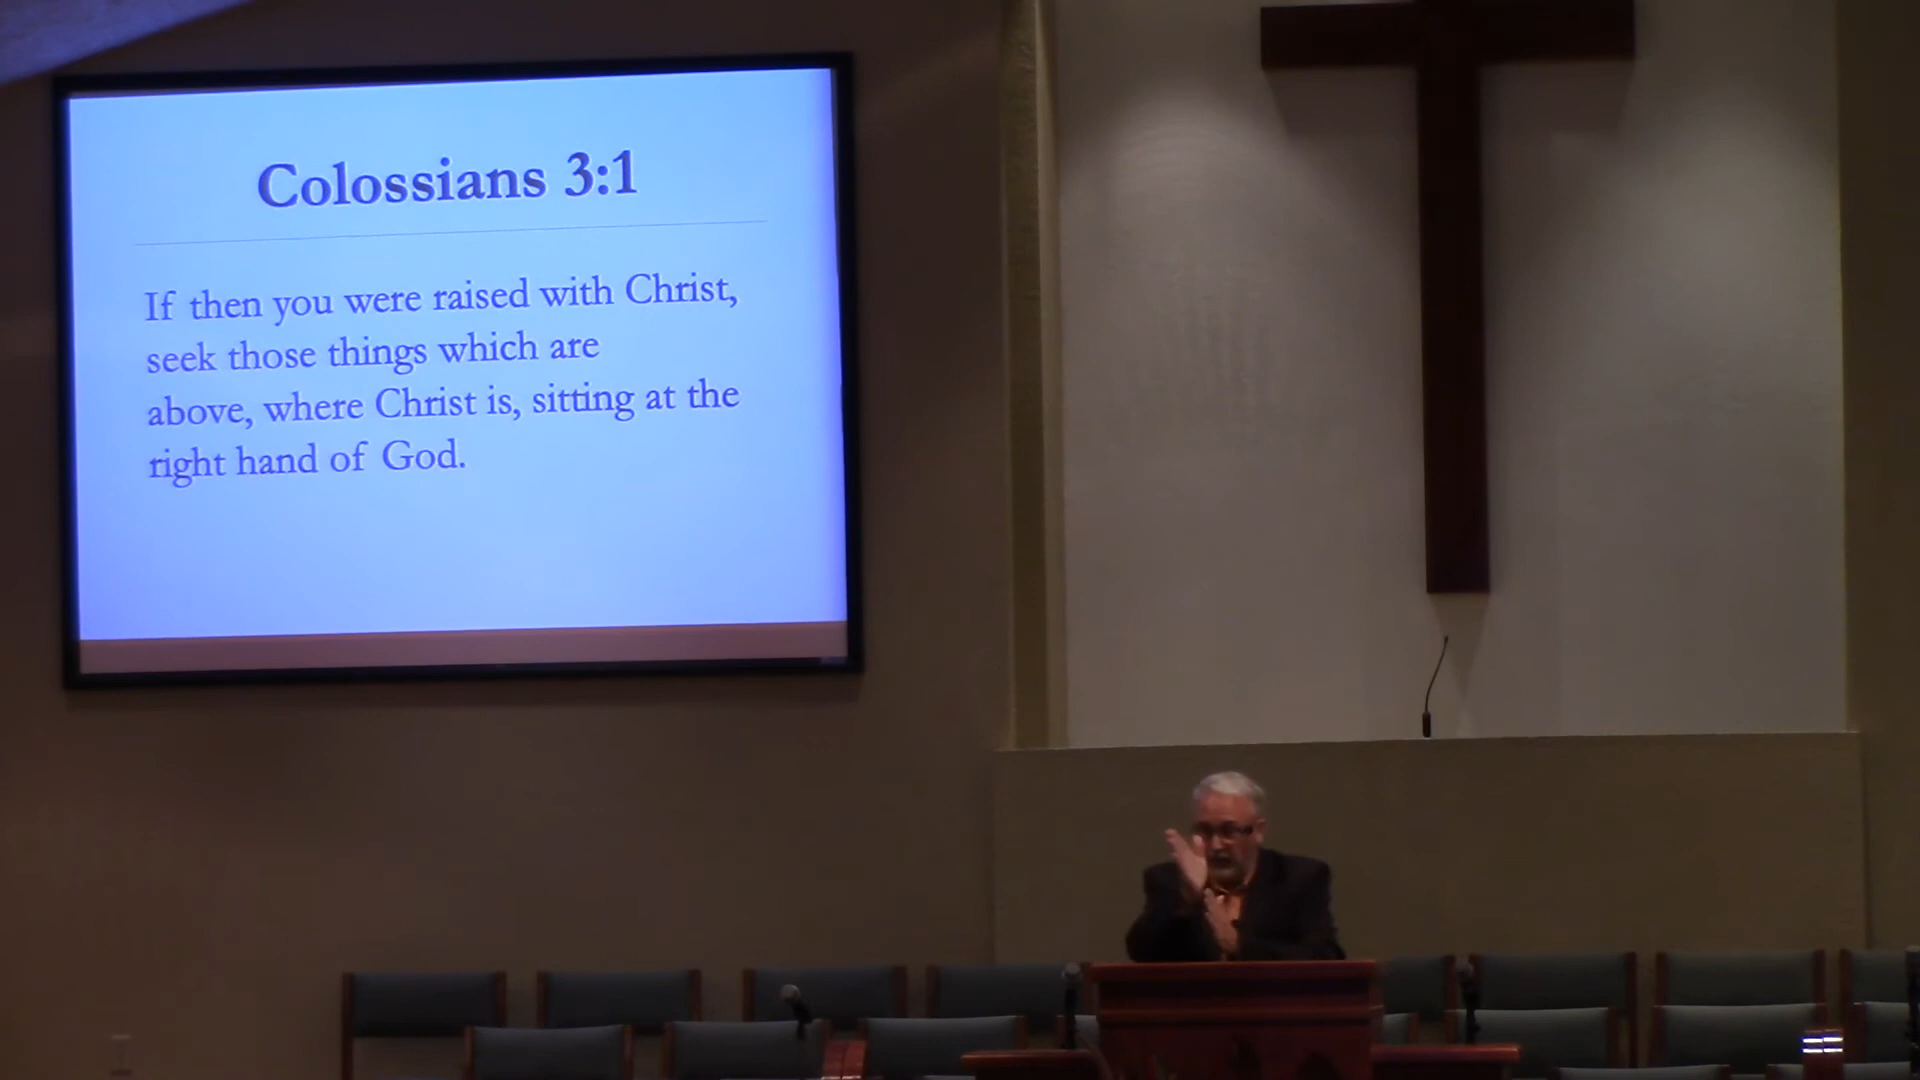 Colossians 3:1
If then you were raised with Christ,
seek those things which are
above, where Christ is, sitting at the
right hand of God.